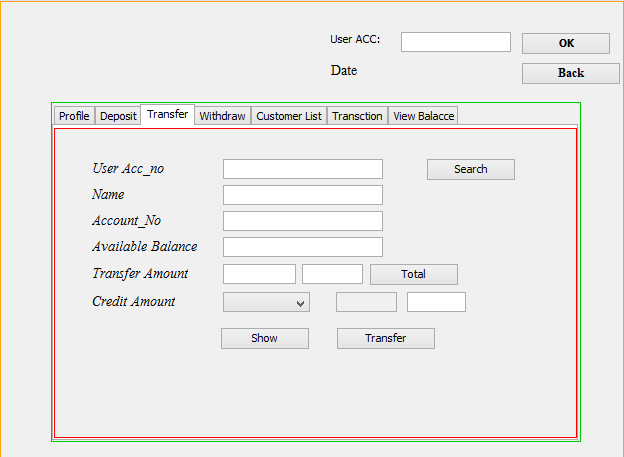 User ACC: OK
Date Back
Profile Deposit Transfer Withdraw Customer List Transction View Balacce
User Acc_no Search
Name
Account_No
Available Balance
Transfer Amount Total
Credit Amount
Show Transfer